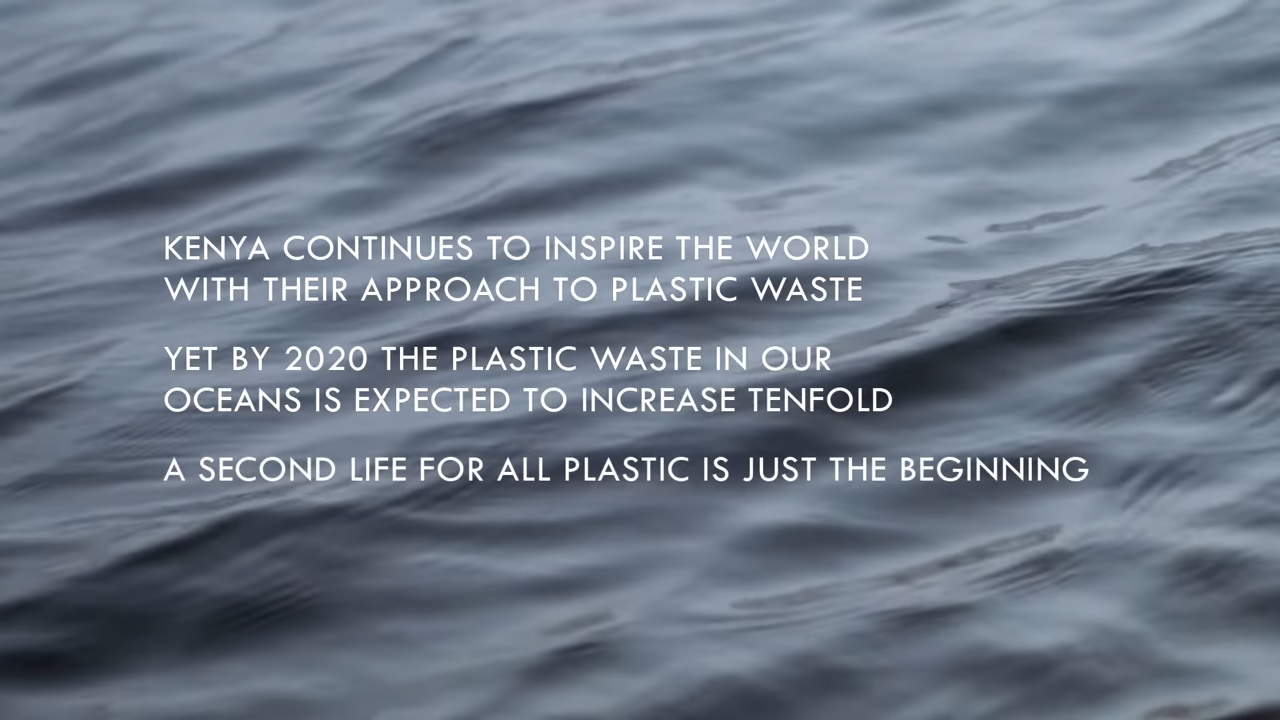 KENYA CONTINUES TO INSPIRE THE WORLD
WITH THEIR APPROACH TO PLASTIC WASTE
YET BY 2020 THE PLASTIC WASTE IN OUR
OCEANS IS EXPECTED TO INCREASE TENFOLD
A SECOND LIFE FOR ALL PLASTIC IS JUST THE BEGINNING